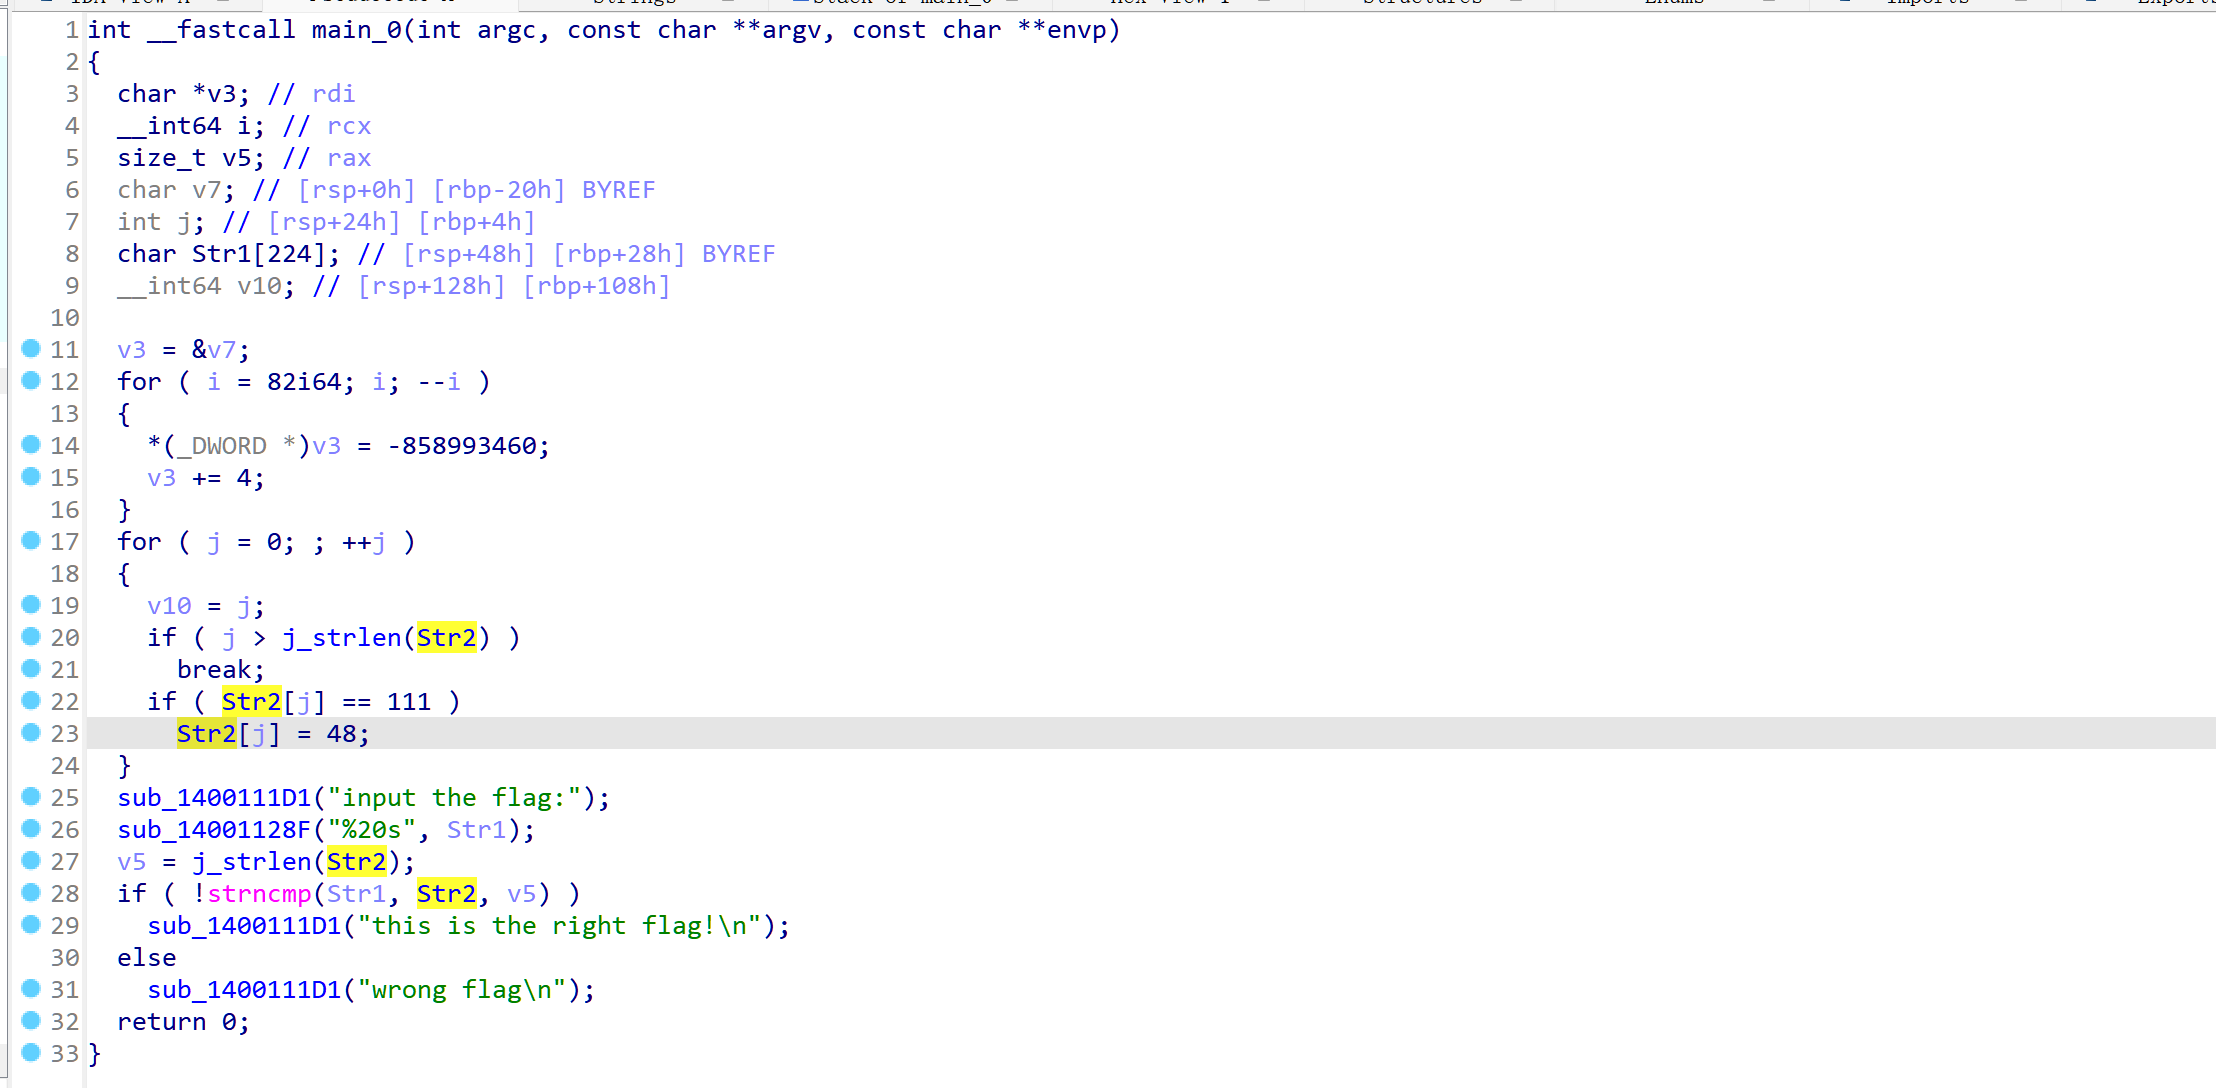 1 int __fastcall main_0(int argc, const char **argv, const char **envp)
2 {
3   char *v3; // rdi
4   __int64 i; // rcx
5   size_t v5; // rax
6   char v7; // [rsp+0h] [rbp-20h] BYREF
7   int j; // [rsp+24h] [rbp+4h]
8   char Str1[224]; // [rsp+48h] [rbp+28h] BYREF
9   __int64 v10; // [rsp+128h] [rbp+108h]
10
11   v3 = &v7;
12   for ( i = 82i64; i; --i )
13   {
14     *(_DWORD *)v3 = -858993460;
15     v3 += 4;
16   }
17   for ( j = 0; ; ++j )
18   {
19     v10 = j;
20     if ( j > j_strlen(Str2) )
21       break;
22     if ( Str2[j] == 111 )
23       Str2[j] = 48;
24   }
25   sub_1400111D1("input the flag:");
26   sub_14001128F("%20s", Str1);
27   v5 = j_strlen(Str2);
28   if ( !strncmp(Str1, Str2, v5) )
29     sub_1400111D1("this is the right flag!\n");
30   else
31     sub_1400111D1("wrong flag\n");
32   return 0;
33 }